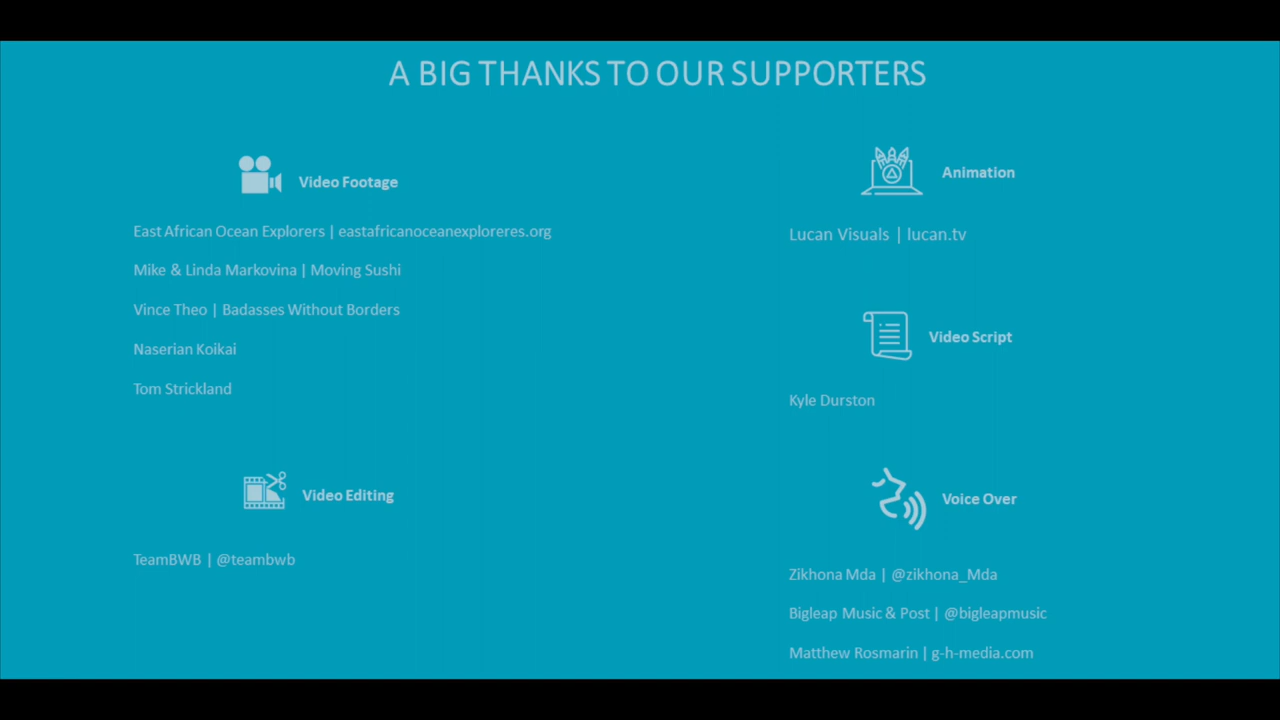 A BIG THANKS TO OUR SUPPORTERS
Video Footage
East African Ocean Explorers | eastafricanoceanexploreres.org
Mike & Linda Markovina | Moving Sushi
Vince Theo | Badasses Without Borders
Naserian Koikai
Tom Strickland
Video Editing
TeamBWB | @teambwb
Animation
Lucan Visuals | lucan.tv
Video Script
Kyle Durston
Voice Over
Zikhona Mda | @zikhona_Mda
Bigleap Music & Post | @bigleapmusic
Matthew Rosmarin | g-h-media.com